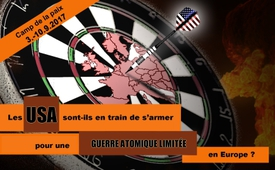 Camp de la paix
3.-10.9.2017
Les USA sont-ils en train de s'armer
pour une GUERRE ATOMIQUE LIMITÉE
en Europe ?